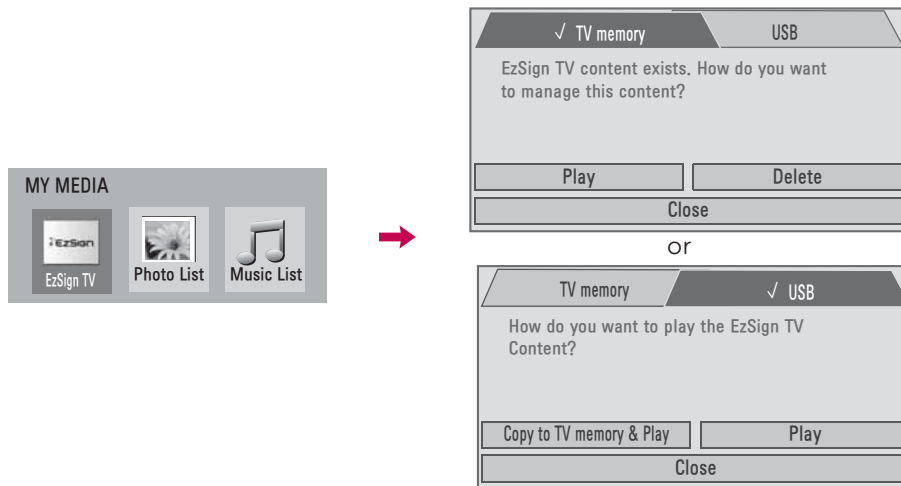 MY MEDIA
EzSign
EzSign TV
Photo List
Music List
√ TV memory
USB
EzSign TV content exists. How do you want
to manage this content?
Play
Delete
Close
or
TV memory
√ USB
How do you want to play the EzSign TV
Content?
Copy to TV memory & Play
Play
Close